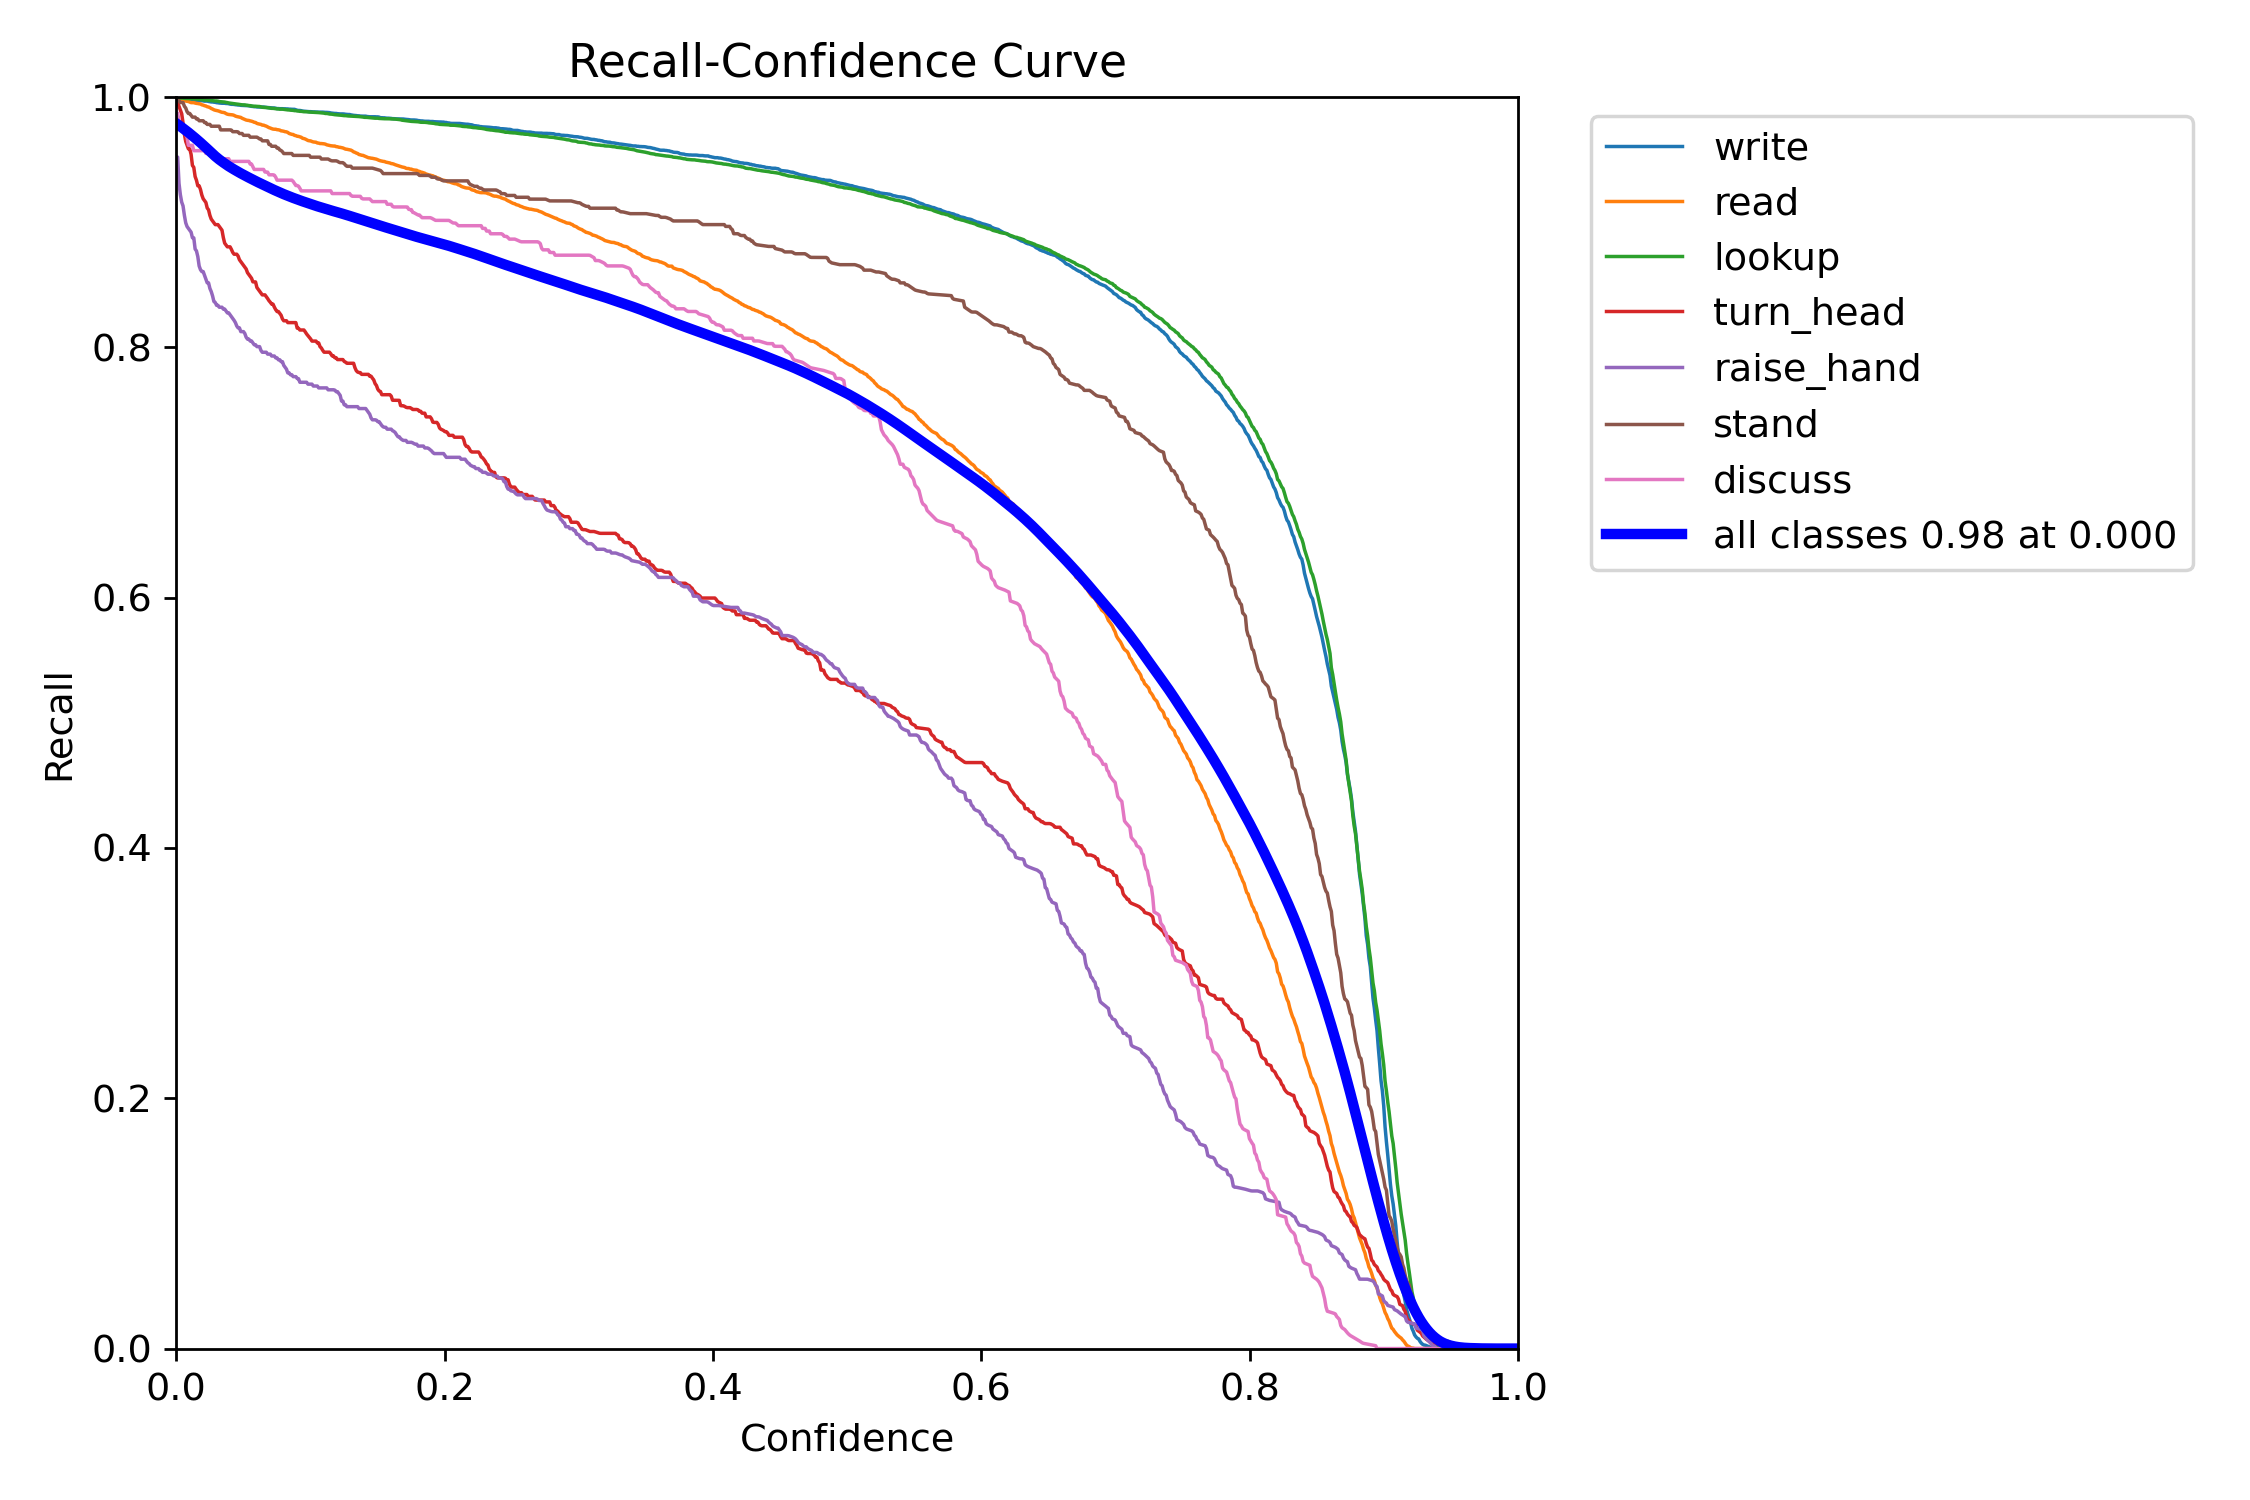 Recall-Confidence Curve
1.0
0.8
0.6
0.4
0.2
0.0
Recall
0.0 0.2 0.4 0.6 0.8 1.0
Confidence
write
read
lookup
turn_head
raise_hand
stand
discuss
all classes 0.98 at 0.000